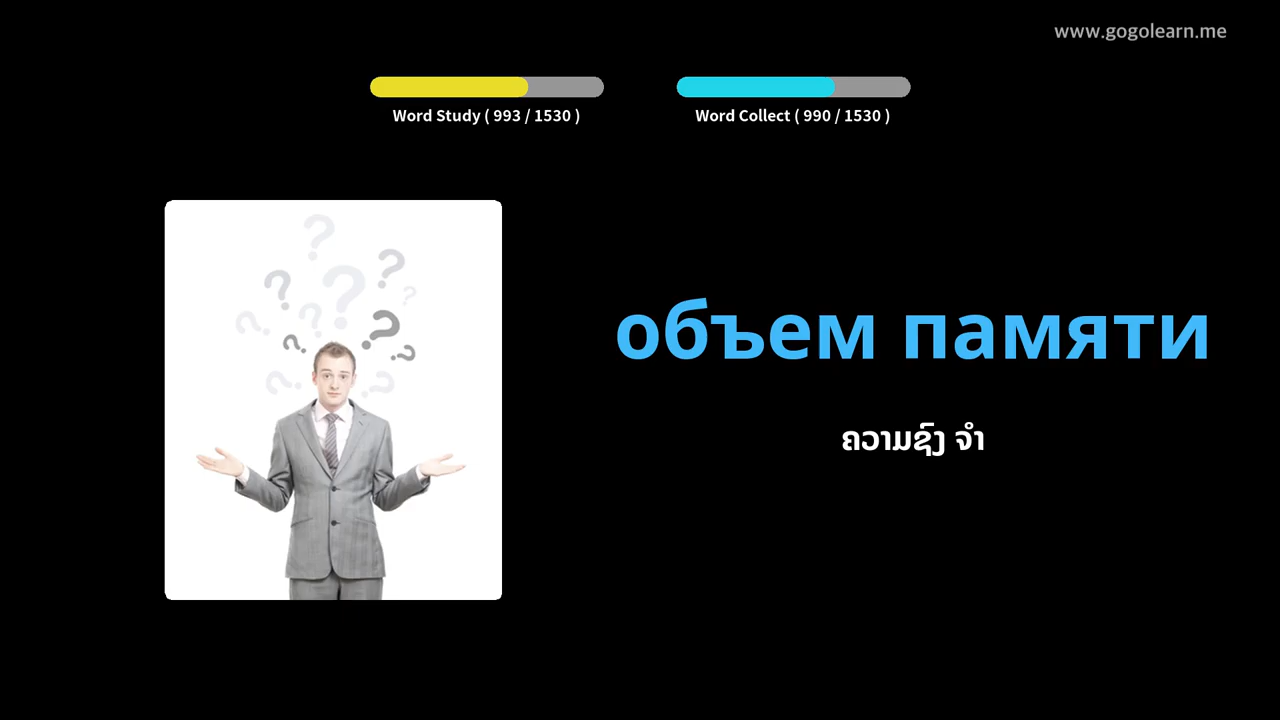 www.gogolearn.me
Word Study ( 993 / 1530 )
Word Collect ( 990 / 1530 )
объем памяти
ຄວາມຊົງ ຈຳ